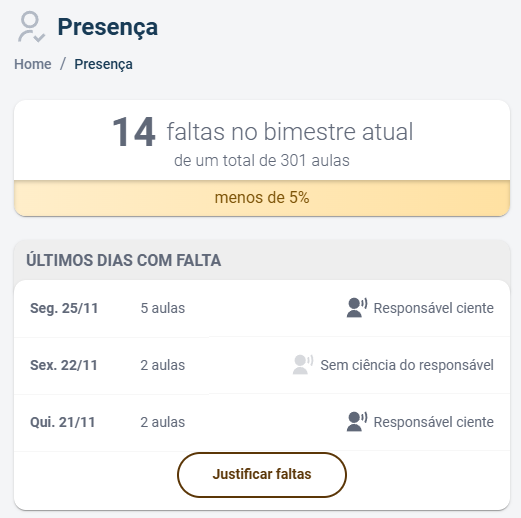 Presença
Home / Presença
14 faltas no bimestre atual
de um total de 301 aulas
menos de 5%
ÚLTIMOS DIAS COM FALTA
Seg. 25/11 5 aulas Responsável ciente
Sex. 22/11 2 aulas Sem ciência do responsável
Qui. 21/11 2 aulas Responsável ciente
Justificar faltas